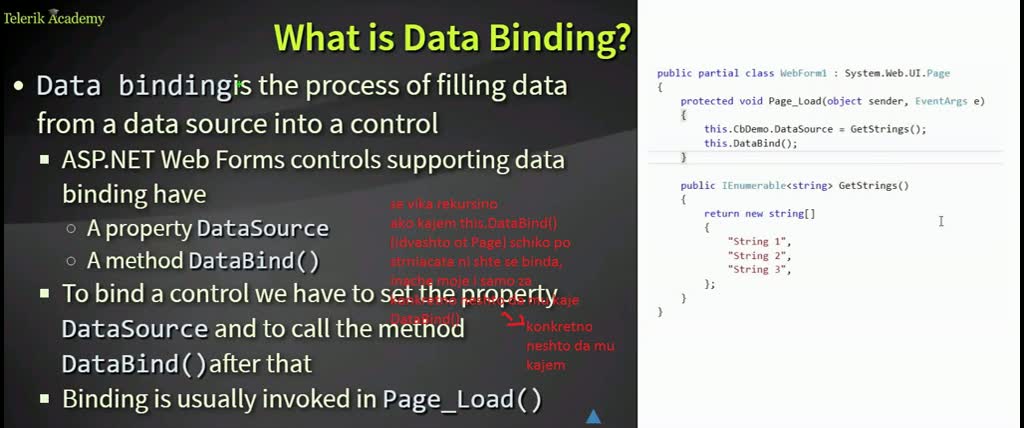 Telerik Academy
What is Data Binding?
Data bindingis the process of filling data
from a data source into a control
ASP.NET Web Forms controls supporting data
binding have
A property DataSource
A method DataBind()
To bind a control we have to set the property
DataSource and to call the method
DataBind()after that
Binding is usually invoked in Page_Load()
se vika rekursino
ako kajem this.DataBind()
(idvashto ot Page) schiko po
strniacata ni shte se binda,
inache moje i samo za
konkretno neshto da mu kaje
DataBind()
konkretno
neshto da mu
kajem
public partial class WebForm1 : System.Web.UI.Page
{
protected void Page_Load(object sender, EventArgs e)
{
this.CbDemo.DataSource = GetStrings();
this.DataBind();
}
public IEnumerable<string> GetStrings()
{
return new string[]
{
"String 1",
"String 2",
"String 3",
};
}
}